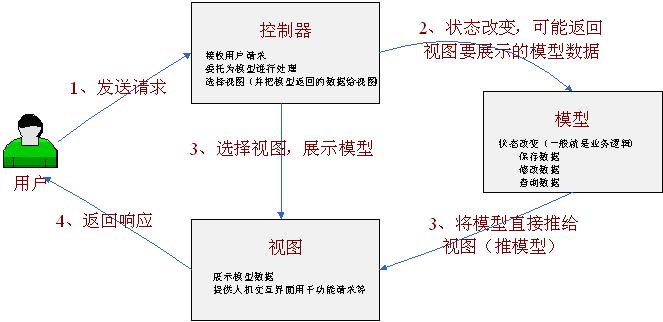 控制器
接收用户请求
委托为模型进行处理
选择视图(并把模型返回的数据给视图)
2、状态改变,可能返回
视图要展示的模型数据
1、发送请求
模型
状态改变(一般就是业务逻辑)
保存数据
修改数据
查询数据
3、选择视图,展示模型
用户
4、返回响应
3、将模型直接推给
视图(推模型)
视图
展示模型数据
提供人机交互界面用于功能请求等